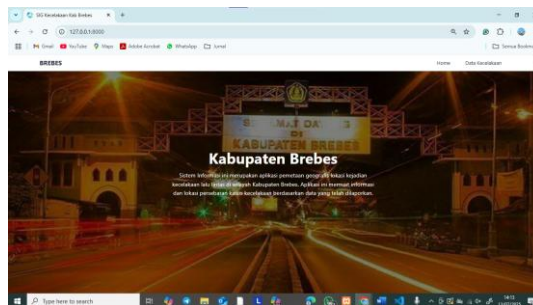 SIG Kecelakaan Kab Brebes
127.0.0.1:8000
Gmail YouTube Maps Adobe Acrobat WhatsApp Jurnal
BREBES Home Data Kecelakaan
SELAMAT DATANG
DI
KABUPATEN BREBES
Kabupaten Brebes
Sistem Informasi ini merupakan aplikasi pemetaan geografis lokasi kejadian
kecelakaan lalu lintas di wilayah Kabupaten Brebes. Aplikasi ini memuat informasi
dan lokasi persebaran kasus kecelakaan berdasarkan data yang telah dilaporkan.
Type here to search